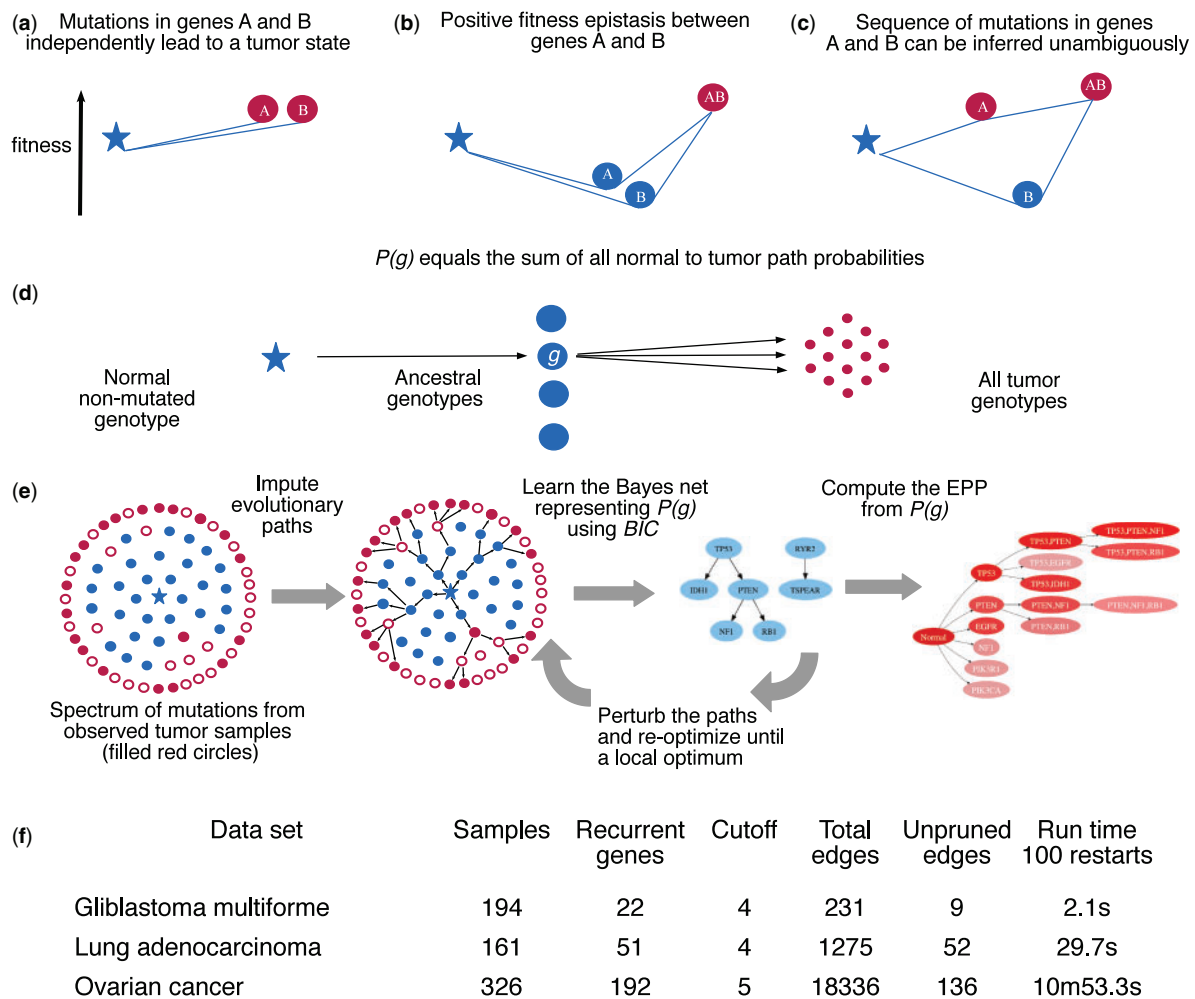 (a) Mutations in genes A and B
independently lead to a tumor state
(b) Positive fitness epistasis between
genes A and B
(c) Sequence of mutations in genes
A and B can be inferred unambiguously
fitness
A
B
A
B
AB
A
B
AB
P(g) equals the sum of all normal to tumor path probabilities
(d)
g
Normal
non-mutated
genotype
Ancestral
genotypes
All tumor
genotypes
(e)
Impute
evolutionary
paths
Learn the Bayes net
representing P(g)
using BIC
Compute the EPP
from P(g)
Spectrum of mutations from
observed tumor samples
(filled red circles)
TP53
RYR2
IDH1
PTEN
TSPEAR
NF1
RB1
Perturb the paths
and re-optimize until
a local optimum
Normal
TP53
PTEN
EGFR
NF1
PIK3R1
PIK3CA
TP53,PTEN
TP53,EGFR
TP53,IDH1
PTEN,NF1
PTEN,RB1
TP53,PTEN,NF1
TP53,PTEN,RB1
PTEN,NF1,RB1
(f) Data set Samples Recurrent genes Cutoff Total edges Unpruned edges Run time 100 restarts
Gliblastoma multiforme 194 22 4 231 9 2.1s
Lung adenocarcinoma 161 51 4 1275 52 29.7s
Ovarian cancer 326 192 5 18336 136 10m53.3s